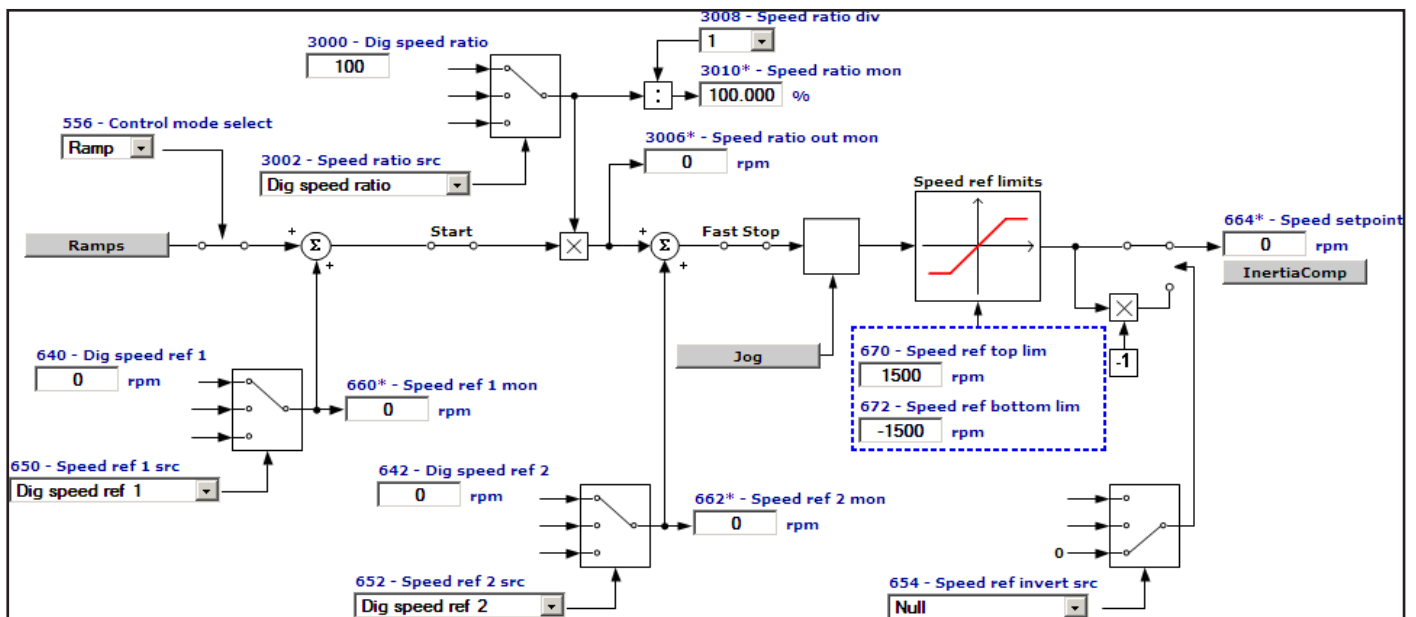 3008 - Speed ratio div
1
3000 - Dig speed ratio
100
3010* - Speed ratio mon
:
100.000 %
556 - Control mode select
Ramp
3006* - Speed ratio out mon
0 rpm
3002 - Speed ratio src
Dig speed ratio
Speed ref limits
664* - Speed setpoint
0 rpm
InertiaComp
Ramps
+
Σ
+
Start
×
+
Σ
+
Fast Stop
×
-1
Jog
670 - Speed ref top lim
1500 rpm
672 - Speed ref bottom lim
-1500 rpm
640 - Dig speed ref 1
0 rpm
660* - Speed ref 1 mon
0 rpm
650 - Speed ref 1 src
Dig speed ref 1
642 - Dig speed ref 2
0 rpm
662* - Speed ref 2 mon
0 rpm
0
652 - Speed ref 2 src
Dig speed ref 2
654 - Speed ref invert src
Null